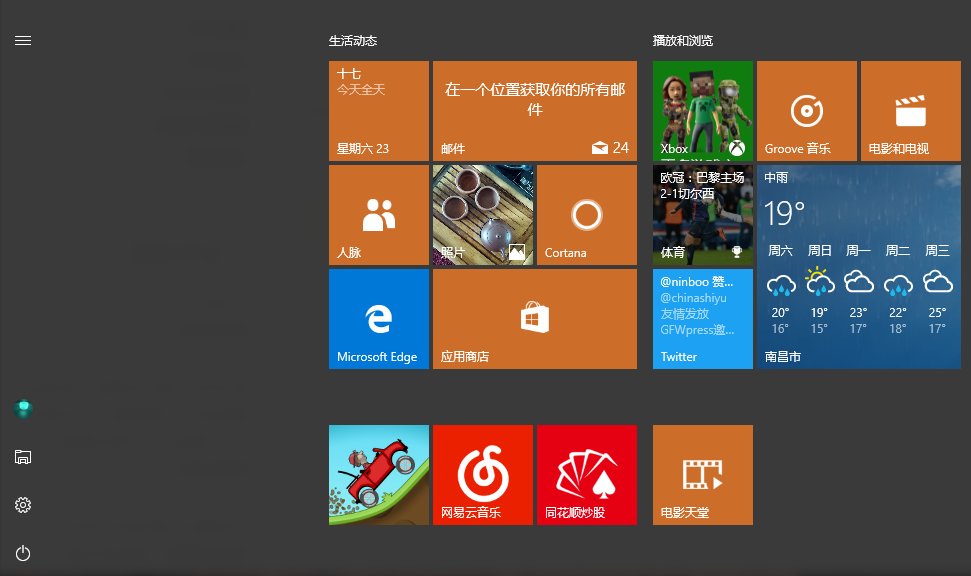 生活动态
播放和浏览
十七
今天全天
星期六 23
在一个位置获取你的所有邮
件
邮件
24
Xbox
Groove 音乐
电影和电视
人脉
照片
Cortana
欧冠：巴黎主场
2-1切尔西
体育
中雨
19°
周六 周日 周一 周二 周三
20° 19° 23° 22° 25°
16° 15° 17° 18° 17°
南昌市
Microsoft Edge
应用商店
@ninboo 赞...
@chinashiyu
友情发放
GFWpress邀...
Twitter
网易云音乐
同花顺炒股
电影天堂